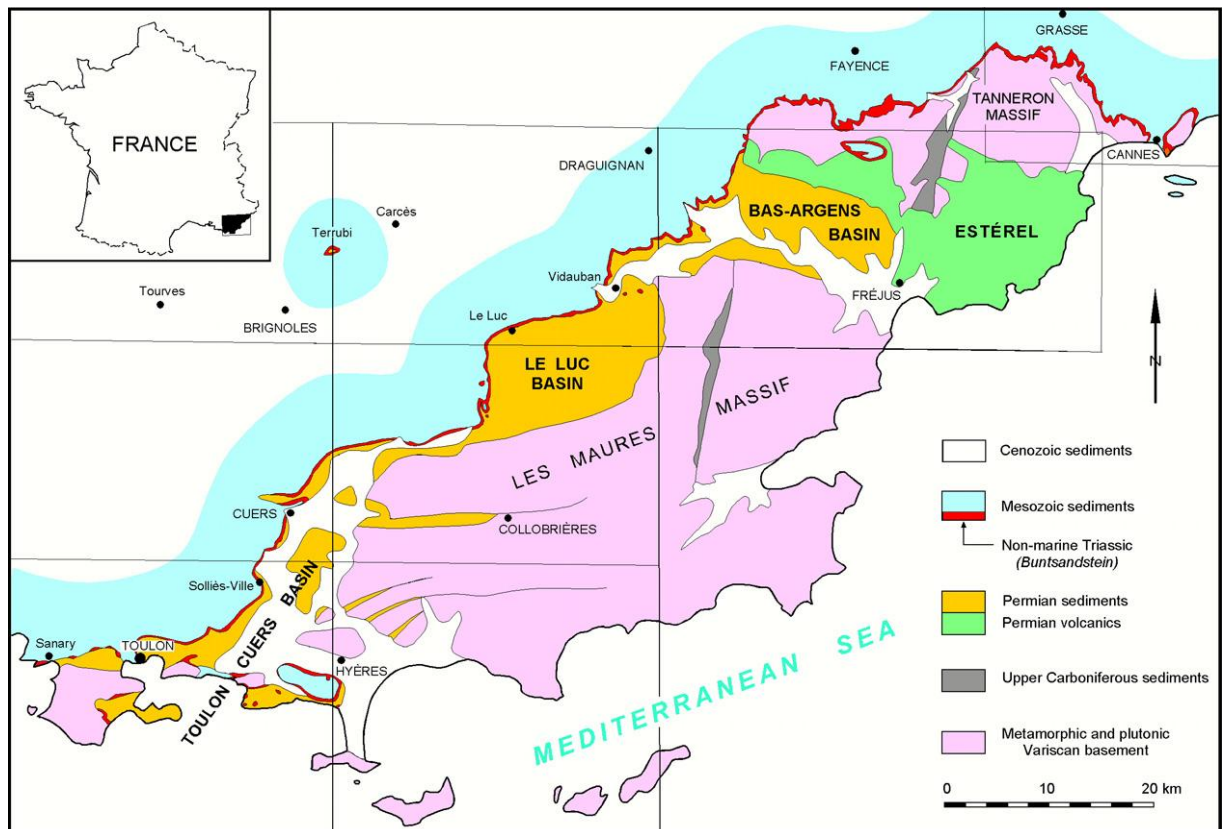 FRANCE
GRASSE
FAYENCE
TANNERON
MASSIF
CANNES
DRAGUIGNAN
BAS-ARGENS
BASIN
ESTÉREL
Carcès
Terrubi
Tourves
BRIGNOLES
Vidauban
FRÉJUS
Le Luc
LE LUC
BASIN
N
LES MAURES MASSIF
CUERS
COLLOBRIÈRES
Solliès-Ville
Sanary
TOULON
HYÈRES
TOULON CUERS BASIN
MEDITERRANEAN SEA
Cenozoic sediments
Mesozoic sediments
Non-marine Triassic
(Buntsandstein)
Permian sediments
Permian volcanics
Upper Carboniferous sediments
Metamorphic and plutonic
Variscan basement
0 10 20 km